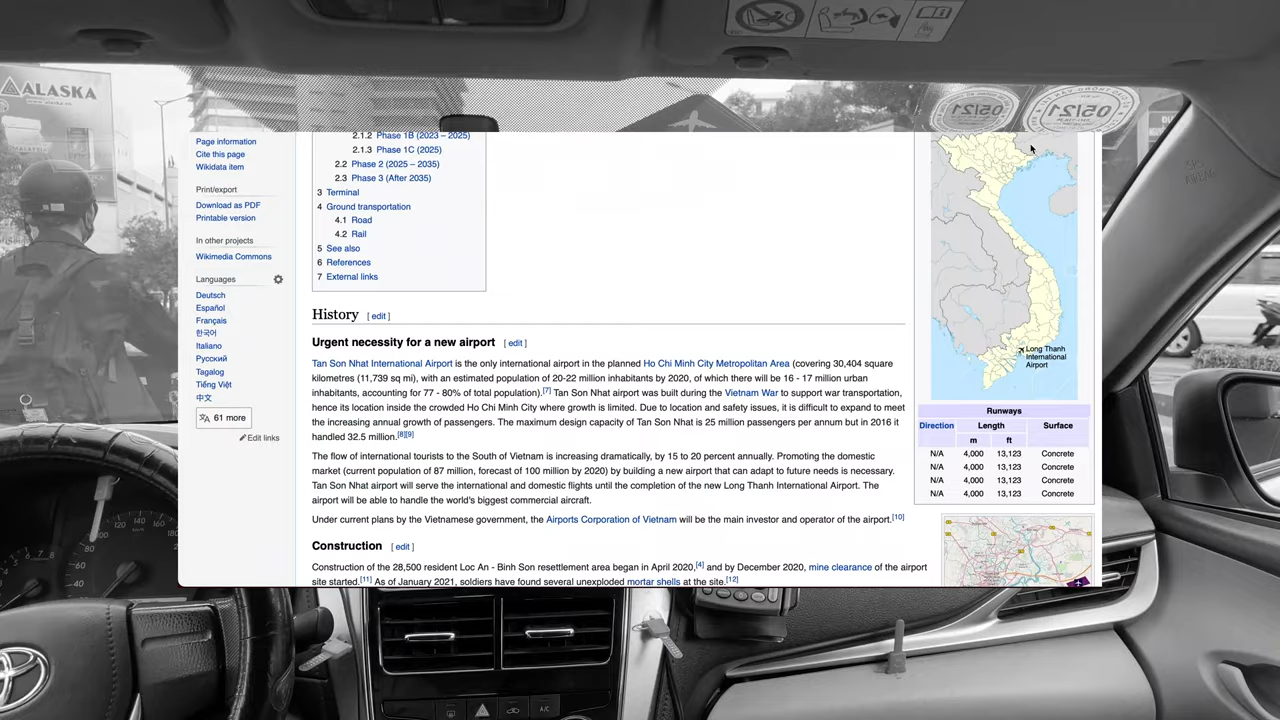 ALASKA
05/21
05/21
2.1.2 Phase 1B (2023 – 2025)
2.1.3 Phase 1C (2025)
2.2 Phase 2 (2025 – 2035)
2.3 Phase 3 (After 2035)
3 Terminal
4 Ground transportation
4.1 Road
4.2 Rail
5 See also
6 References
7 External links
Page information
Cite this page
Wikidata item
Print/export
Download as PDF
Printable version
In other projects
Wikimedia Commons
Languages
Deutsch
Español
Français
한국어
Italiano
Русский
Tagalog
Tiếng Việt
中文
61 more
Edit links
History [ edit ]
Urgent necessity for a new airport [ edit ]
Tan Son Nhat International Airport is the only international airport in the planned Ho Chi Minh City Metropolitan Area (covering 30,404 square
kilometres (11,739 sq mi), with an estimated population of 20-22 million inhabitants by 2020, of which there will be 16 - 17 million urban
inhabitants, accounting for 77 - 80% of total population).[7] Tan Son Nhat airport was built during the Vietnam War to support war transportation,
hence its location inside the crowded Ho Chi Minh City where growth is limited. Due to location and safety issues, it is difficult to expand to meet
the increasing annual growth of passengers. The maximum design capacity of Tan Son Nhat is 25 million passengers per annum but in 2016 it
handled 32.5 million.[8][9]
The flow of international tourists to the South of Vietnam is increasing dramatically, by 15 to 20 percent annually. Promoting the domestic
market (current population of 87 million, forecast of 100 million by 2020) by building a new airport that can adapt to future needs is necessary.
Tan Son Nhat airport will serve the international and domestic flights until the completion of the new Long Thanh International Airport. The
airport will be able to handle the world's biggest commercial aircraft.
Under current plans by the Vietnamese government, the Airports Corporation of Vietnam will be the main investor and operator of the airport.[10]
Construction [ edit ]
Construction of the 28,500 resident Loc An - Binh Son resettlement area began in April 2020,[4] and by December 2020, mine clearance of the airport
site started.[11] As of January 2021, soldiers have found several unexploded mortar shells at the site.[12]
Long Thanh
International
Airport
Runways
Direction Length Surface
m ft
N/A 4,000 13,123 Concrete
N/A 4,000 13,123 Concrete
N/A 4,000 13,123 Concrete
N/A 4,000 13,123 Concrete
SRS
AIRBAG
80
100
120
140
160
180
A/C